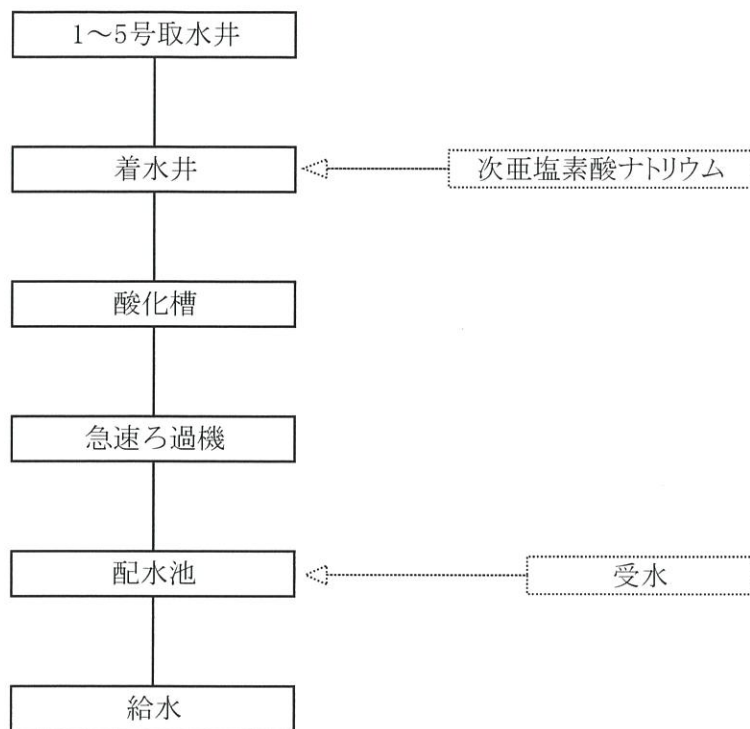 1～5号取水井
着水井
次亜塩素酸ナトリウム
酸化槽
急速ろ過機
配水池
受水
給水